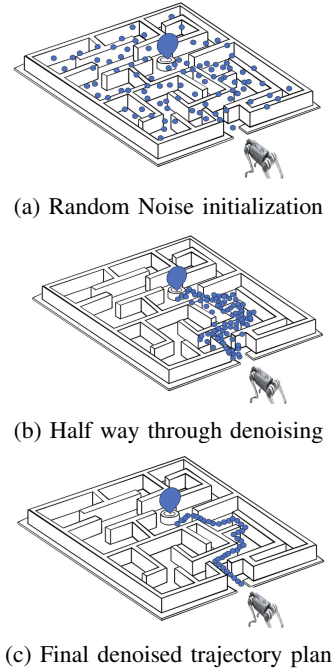 (a) Random Noise initialization
(b) Half way through denoising
(c) Final denoised trajectory plan